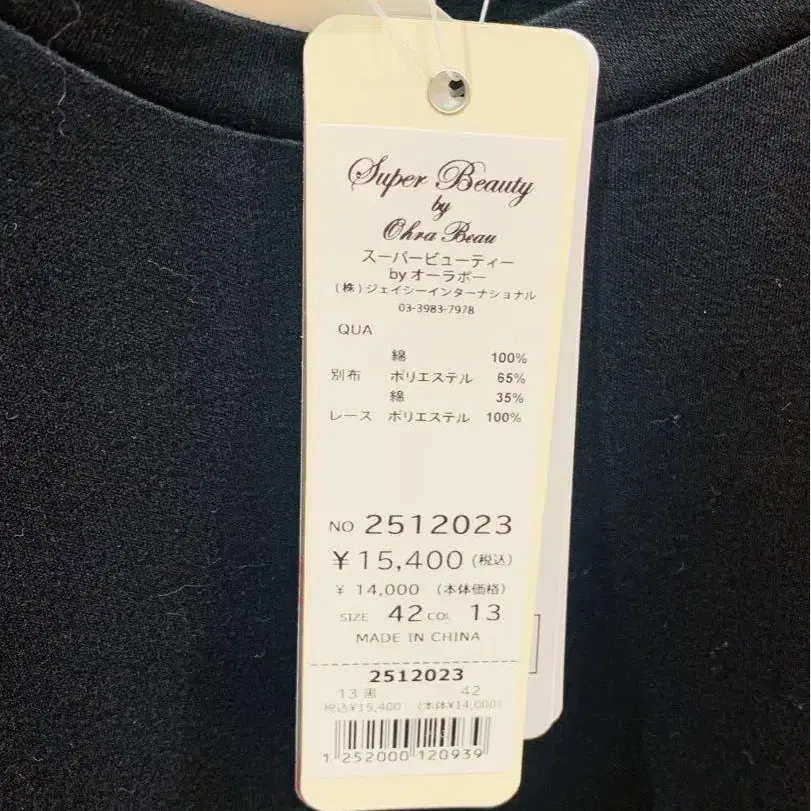 Super Beauty
by
Ohra Beau
スーパービューティー
by オーラボー
(株)ジェイシーインターナショナル
03-3983-7978
QUA
綿 100%
別布 ポリエステル 65%
綿 35%
レース ポリエステル 100%
NO 2512023
¥15,400 (税込)
¥ 14,000 (本体価格)
SIZE 42 COL 13
MADE IN CHINA
2512023
13 黒 42
税込¥15,400 (本体¥14,000)
1 252000 120939